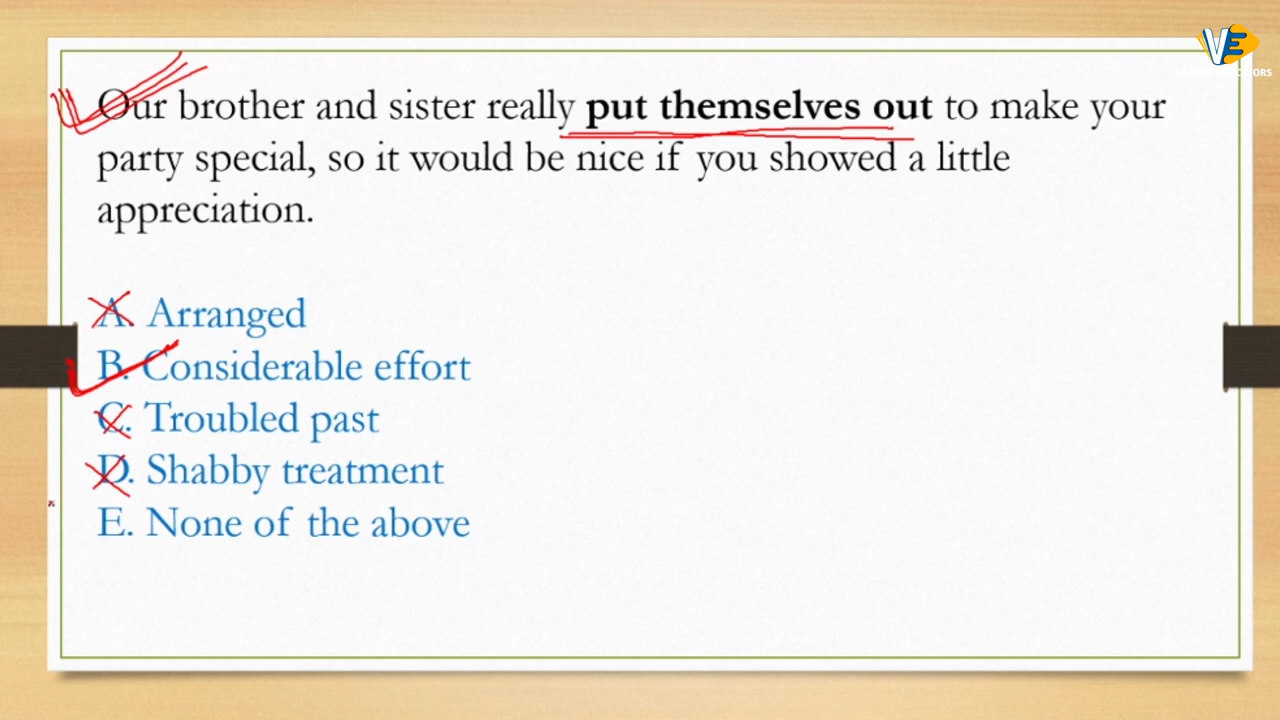 VE
Our brother and sister really put themselves out to make your
party special, so it would be nice if you showed a little
appreciation.
A. Arranged
B. Considerable effort
C. Troubled past
D. Shabby treatment
E. None of the above